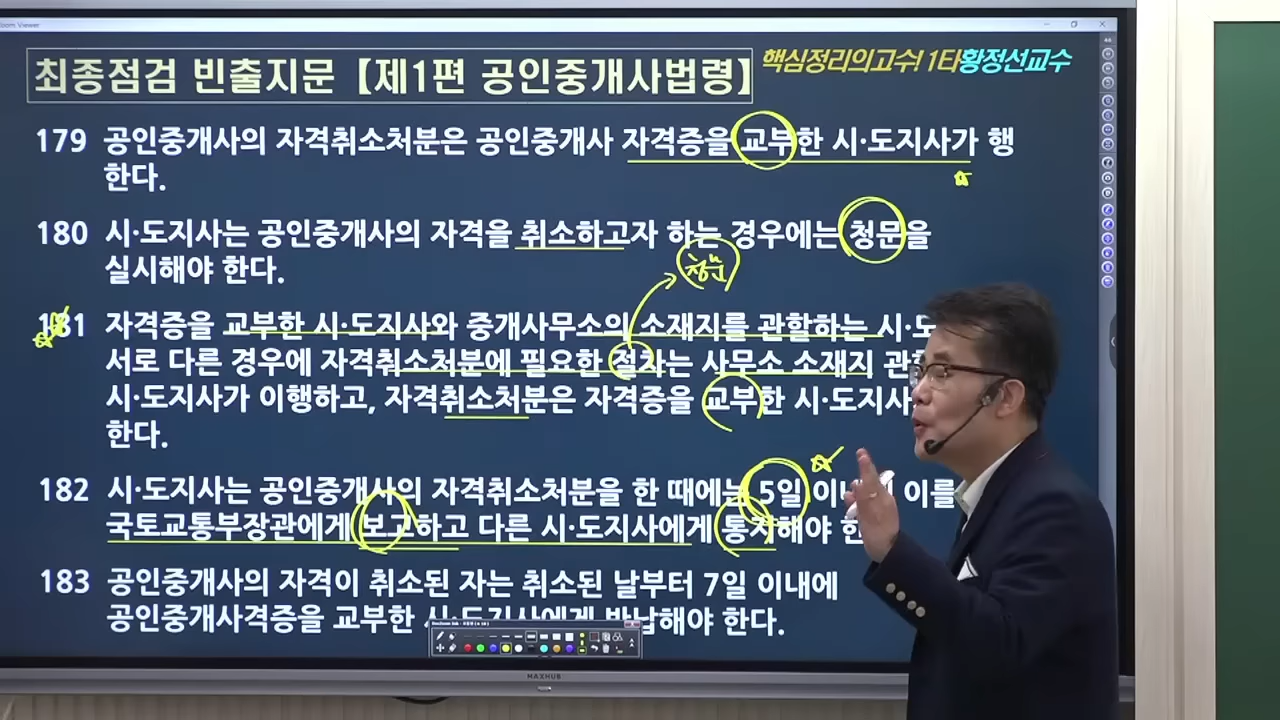 최종점검 빈출지문 【제1편 공인중개사법령】
핵심정리의고수! 1타황정선교수
179 공인중개사의 자격취소처분은 공인중개사 자격증을 교부한 시·도지사가 행
한다.
180 시·도지사는 공인중개사의 자격을 취소하고자 하는 경우에는 청문을
실시해야 한다.
청문
181 자격증을 교부한 시·도지사와 중개사무소의 소재지를 관할하는 시·도
서로 다른 경우에 자격취소처분에 필요한 절차는 사무소 소재지 관할
시·도지사가 이행하고, 자격취소처분은 자격증을 교부한 시·도지사
한다.
182 시·도지사는 공인중개사의 자격취소처분을 한 때에는 5일 이내에 이를
국토교통부장관에게 보고하고 다른 시·도지사에게 통지해야 한
183 공인중개사의 자격이 취소된 자는 취소된 날부터 7일 이내에
공인중개사격증을 교부한 시·도지사에게 반납해야 한다.
MAXHUB